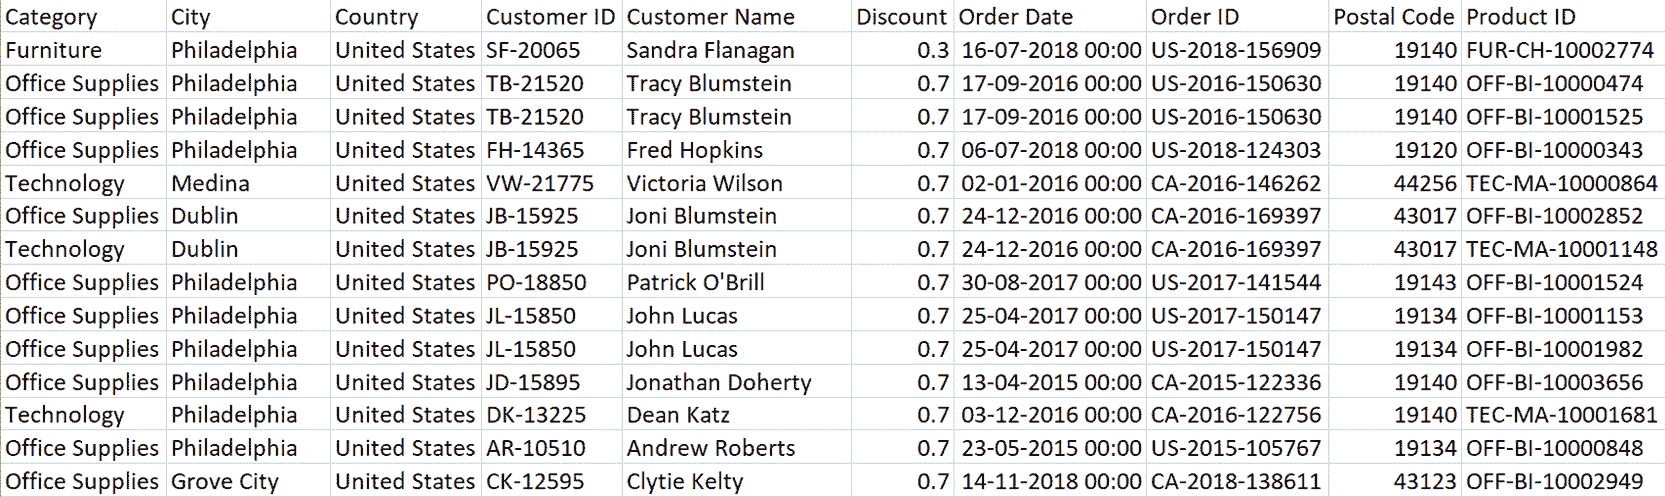 Category City Country Customer ID Customer Name Discount Order Date Order ID Postal Code Product ID
Furniture Philadelphia United States SF-20065 Sandra Flanagan 0.3 16-07-2018 00:00 US-2018-156909 19140 FUR-CH-10002774
Office Supplies Philadelphia United States TB-21520 Tracy Blumstein 0.7 17-09-2016 00:00 US-2016-150630 19140 OFF-BI-10000474
Office Supplies Philadelphia United States TB-21520 Tracy Blumstein 0.7 17-09-2016 00:00 US-2016-150630 19140 OFF-BI-10001525
Office Supplies Philadelphia United States FH-14365 Fred Hopkins 0.7 06-07-2018 00:00 US-2018-124303 19120 OFF-BI-10000343
Technology Medina United States VW-21775 Victoria Wilson 0.7 02-01-2016 00:00 CA-2016-146262 44256 TEC-MA-10000864
Office Supplies Dublin United States JB-15925 Joni Blumstein 0.7 24-12-2016 00:00 CA-2016-169397 43017 OFF-BI-10002852
Technology Dublin United States JB-15925 Joni Blumstein 0.7 24-12-2016 00:00 CA-2016-169397 43017 TEC-MA-10001148
Office Supplies Philadelphia United States PO-18850 Patrick O'Brill 0.7 30-08-2017 00:00 US-2017-141544 19143 OFF-BI-10001524
Office Supplies Philadelphia United States JL-15850 John Lucas 0.7 25-04-2017 00:00 US-2017-150147 19134 OFF-BI-10001153
Office Supplies Philadelphia United States JL-15850 John Lucas 0.7 25-04-2017 00:00 US-2017-150147 19134 OFF-BI-10001982
Office Supplies Philadelphia United States JD-15895 Jonathan Doherty 0.7 13-04-2015 00:00 CA-2015-122336 19140 OFF-BI-10003656
Technology Philadelphia United States DK-13225 Dean Katz 0.7 03-12-2016 00:00 CA-2016-122756 19140 TEC-MA-10001681
Office Supplies Philadelphia United States AR-10510 Andrew Roberts 0.7 23-05-2015 00:00 US-2015-105767 19134 OFF-BI-10000848
Office Supplies Grove City United States CK-12595 Clytie Kelty 0.7 14-11-2018 00:00 CA-2018-138611 43123 OFF-BI-10002949